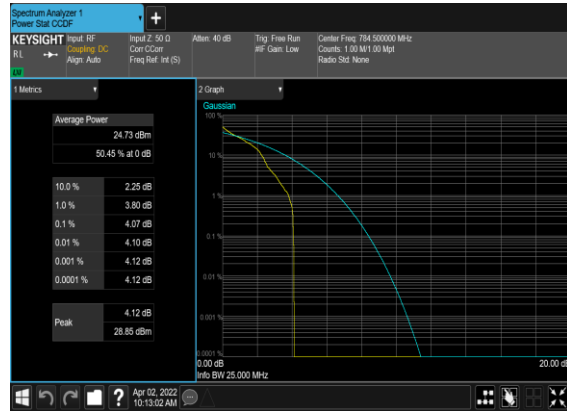 Spectrum Analyzer 1
Power Stat CCDF
+
KEYSIGHT
Input: RF
Input Z: 50 Ω
Atten: 40 dB
Trig: Free Run
Center Freq: 784.500000 MHz
RL
Coupling: DC
Corr CCorr
#IF Gain: Low
Counts: 1.00 M/1.00 Mpt
Align: Auto
Freq Ref: Int (S)
Radio Std: None
1 Metrics
2 Graph
Average Power
24.73 dBm
50.45 % at 0 dB
10.0 % 2.25 dB
1.0 % 3.80 dB
0.1 % 4.07 dB
0.01 % 4.10 dB
0.001 % 4.12 dB
0.0001 % 4.12 dB
Peak
4.12 dB
28.85 dBm
Gaussian
100 %
10 %
1 %
0.1 %
0.01 %
0.001 %
0.0001 %
0.00 dB
20.00 dB
Info BW 25.000 MHz
?
Apr 02, 2022
10:13:02 AM